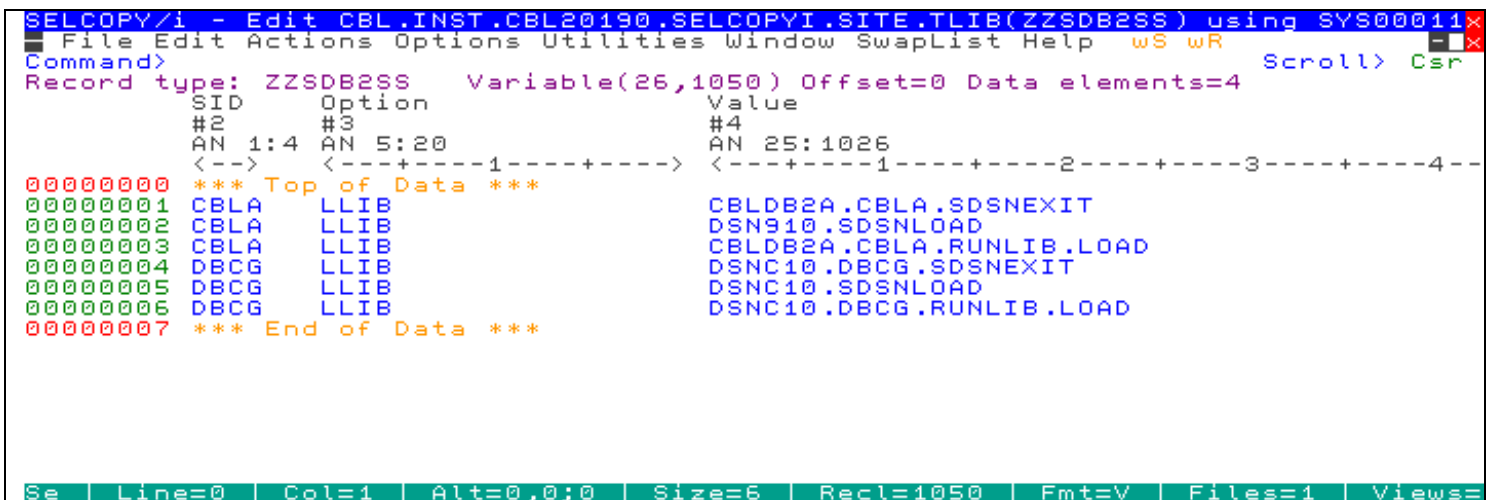 SELCOPY/i - Edit CBL.INST.CBL20190.SELCOPYI.SITE.TLIB(ZZSDB2SS) using SYS00011x
File Edit Actions Options Utilities Window SwapList Help wS wR
Command> Scroll> Csr
Record type: ZZSDB2SS Variable(26,1050) Offset=0 Data elements=4
SID Option Value
#2 #3 #4
AN 1:4 AN 5:20 AN 25:1026
<--> <---+----1----+----> <---+----1----+----2----+----3----+----4--
00000000 *** Top of Data ***
00000001 CBLA LLIB CBLDB2A.CBLA.SDSNEXIT
00000002 CBLA LLIB DSN910.SDSNLOAD
00000003 CBLA LLIB CBLDB2A.CBLA.RUNLIB.LOAD
00000004 DBCG LLIB DSNC10.DBCG.SDSNEXIT
00000005 DBCG LLIB DSNC10.SDSNLOAD
00000006 DBCG LLIB DSNC10.DBCG.RUNLIB.LOAD
00000007 *** End of Data ***
Se | Line=0 | Col=1 | Alt=0,0;0 | Size=6 | Recl=1050 | Fmt=V | Files=1 | Views=